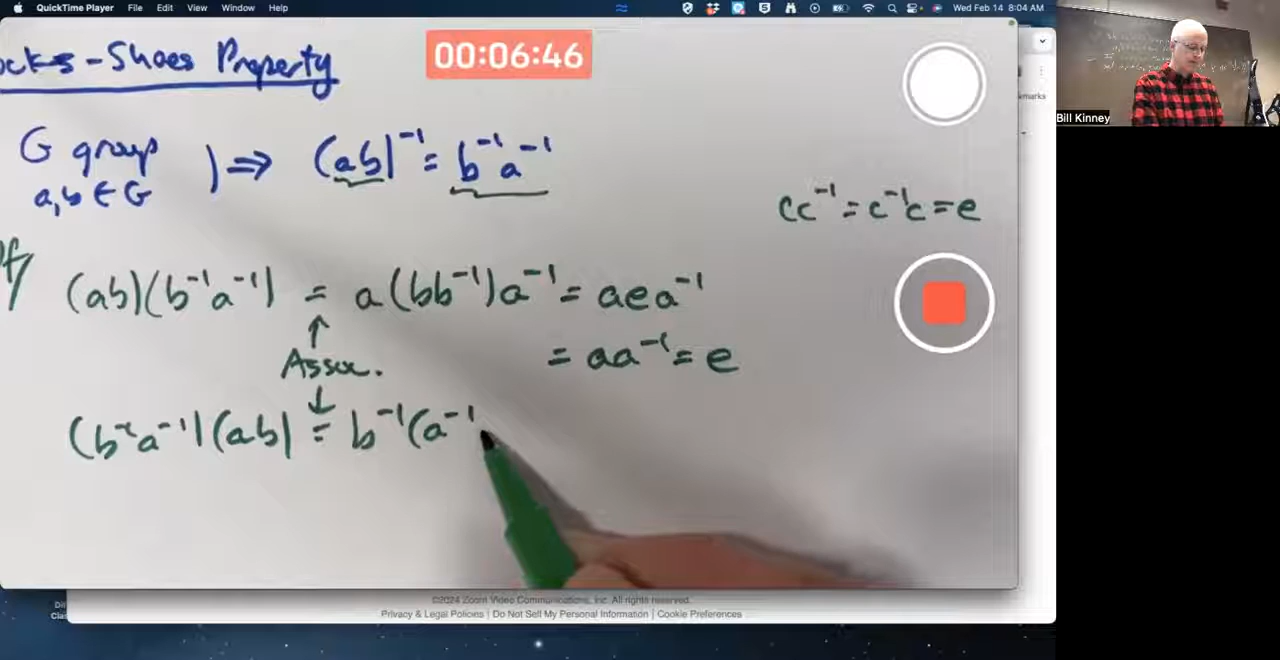 QuickTime Player File Edit View Window Help Wed Feb 14 8:04 AM
00:06:46
ocks-Shoes Property
Bill Kinney
kmarks
G group
a, b ∈ G ) ⇒ (ab)⁻¹ = b⁻¹a⁻¹
cc⁻¹ = c⁻¹c = e
(ab)(b⁻¹a⁻¹) = a(bb⁻¹)a⁻¹ = aea⁻¹
= aa⁻¹ = e
↑
Assoc.
↓
(b⁻¹a⁻¹)(ab) = b⁻¹(a⁻¹
©2024 Zoom Video Communications, Inc. All rights reserved.
Privacy & Legal Policies | Do Not Sell My Personal Information | Cookie Preferences